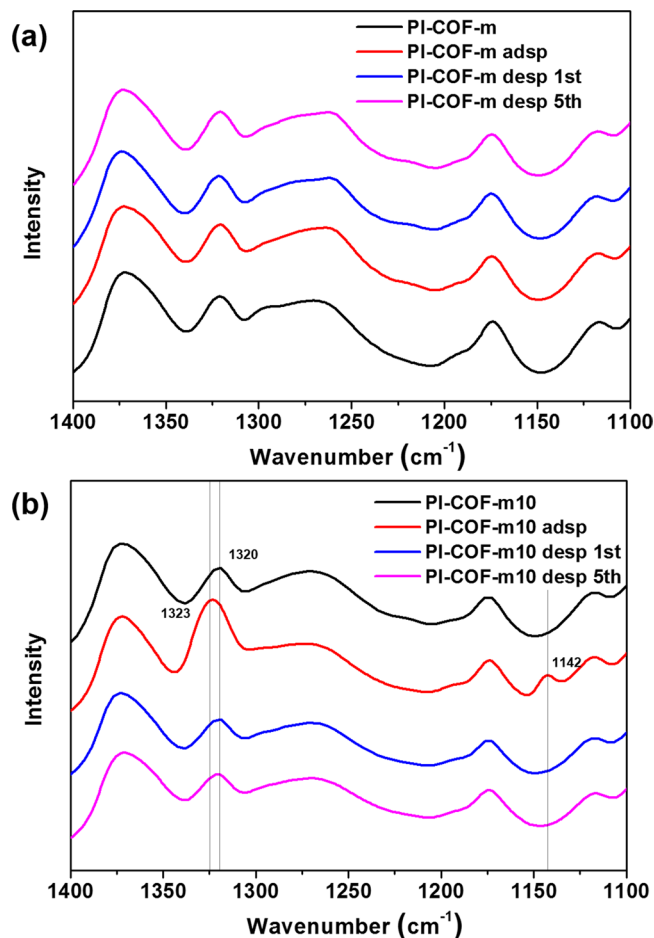 (a)
PI-COF-m
PI-COF-m adsp
PI-COF-m desp 1st
PI-COF-m desp 5th
Intensity
1400 1350 1300 1250 1200 1150 1100
Wavenumber (cm-1)
(b)
PI-COF-m10
PI-COF-m10 adsp
PI-COF-m10 desp 1st
PI-COF-m10 desp 5th
1320
1323
1142
Intensity
1400 1350 1300 1250 1200 1150 1100
Wavenumber (cm-1)